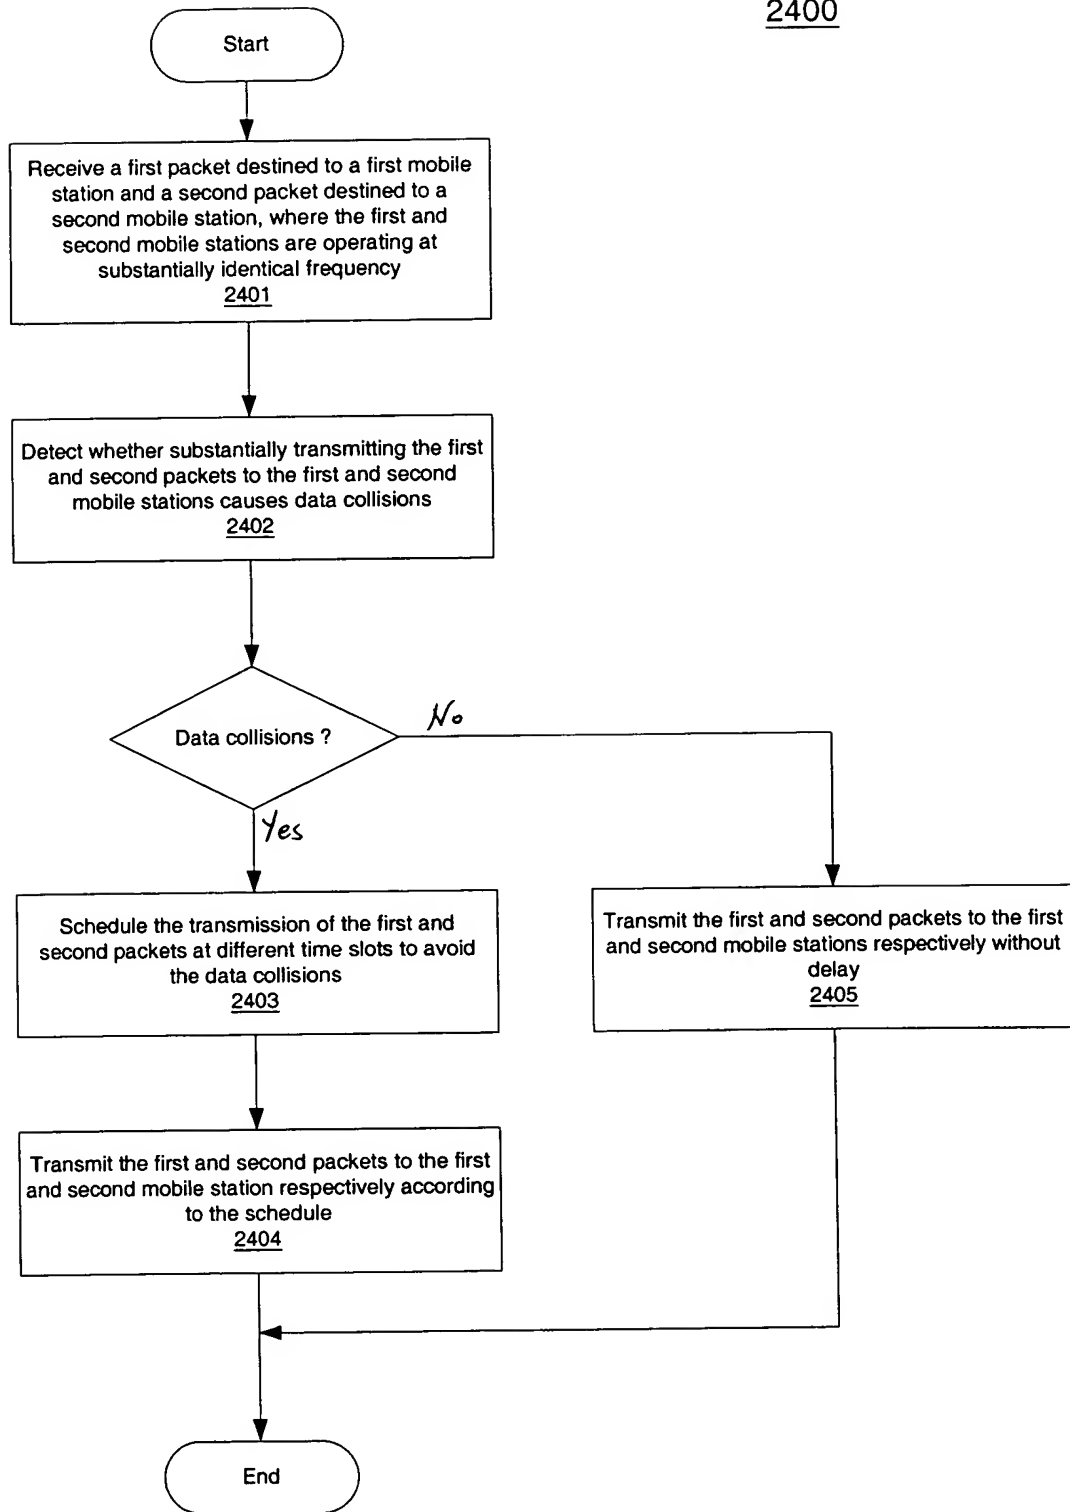 2400
Start
Receive a first packet destined to a first mobile
station and a second packet destined to a
second mobile station, where the first and
second mobile stations are operating at
substantially identical frequency
2401
Detect whether substantially transmitting the first
and second packets to the first and second
mobile stations causes data collisions
2402
Data collisions ?
No
Yes
Schedule the transmission of the first and
second packets at different time slots to avoid
the data collisions
2403
Transmit the first and second packets to the first
and second mobile stations respectively without
delay
2405
Transmit the first and second packets to the first
and second mobile station respectively according
to the schedule
2404
End